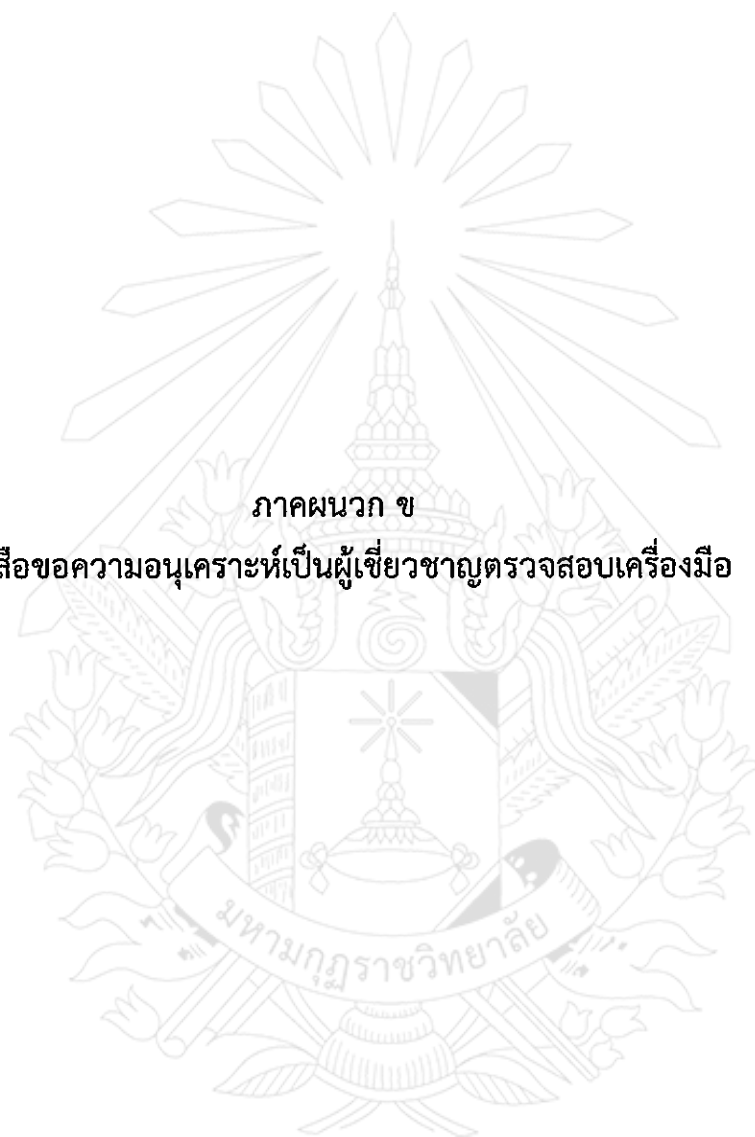 ภาคผนวก ข
สือขอความอนุเคราะห์เป็นผู้เชี่ยวชาญตรวจสอบเครื่องมือ
มหามกุฏราชวิทยาลัย